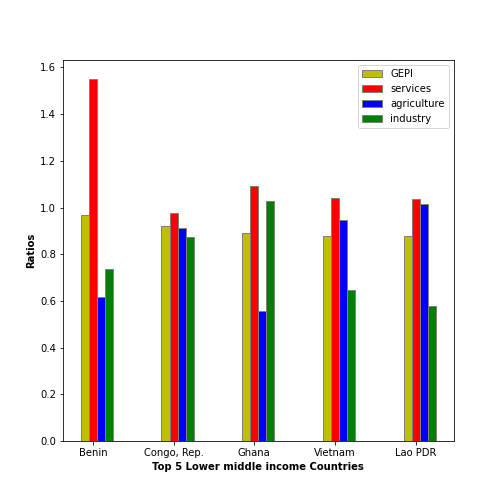 GEPI
services
agriculture
industry
1.6
1.4
1.2
1.0
0.8
0.6
0.4
0.2
0.0
Ratios
Benin Congo, Rep. Ghana Vietnam Lao PDR
Top 5 Lower middle income Countries